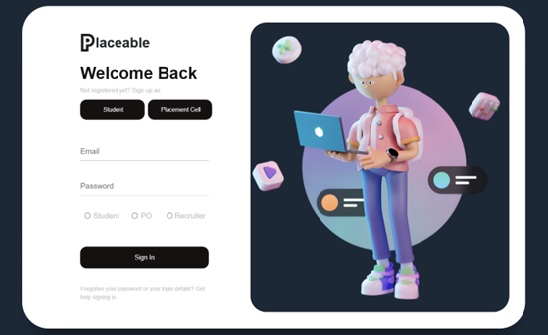 Placeable
Welcome Back
Not registered yet? Sign up as
Student Placement Cell
Email
Password
Student PO Recruiter
Sign In
Forgotten your password or your login details? Get
help signing in